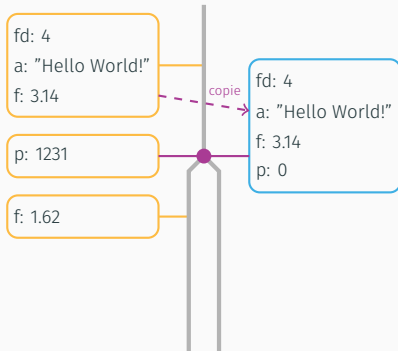 fd: 4
a: ”Hello World!”
f: 3.14
copie
fd: 4
a: ”Hello World!”
f: 3.14
p: 0
p: 1231
f: 1.62